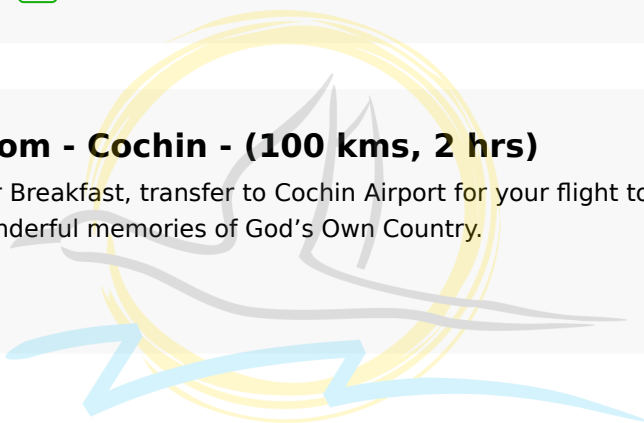 om - Cochin - (100 kms, 2 hrs)
r Breakfast, transfer to Cochin Airport for your flight to
nderful memories of God’s Own Country.